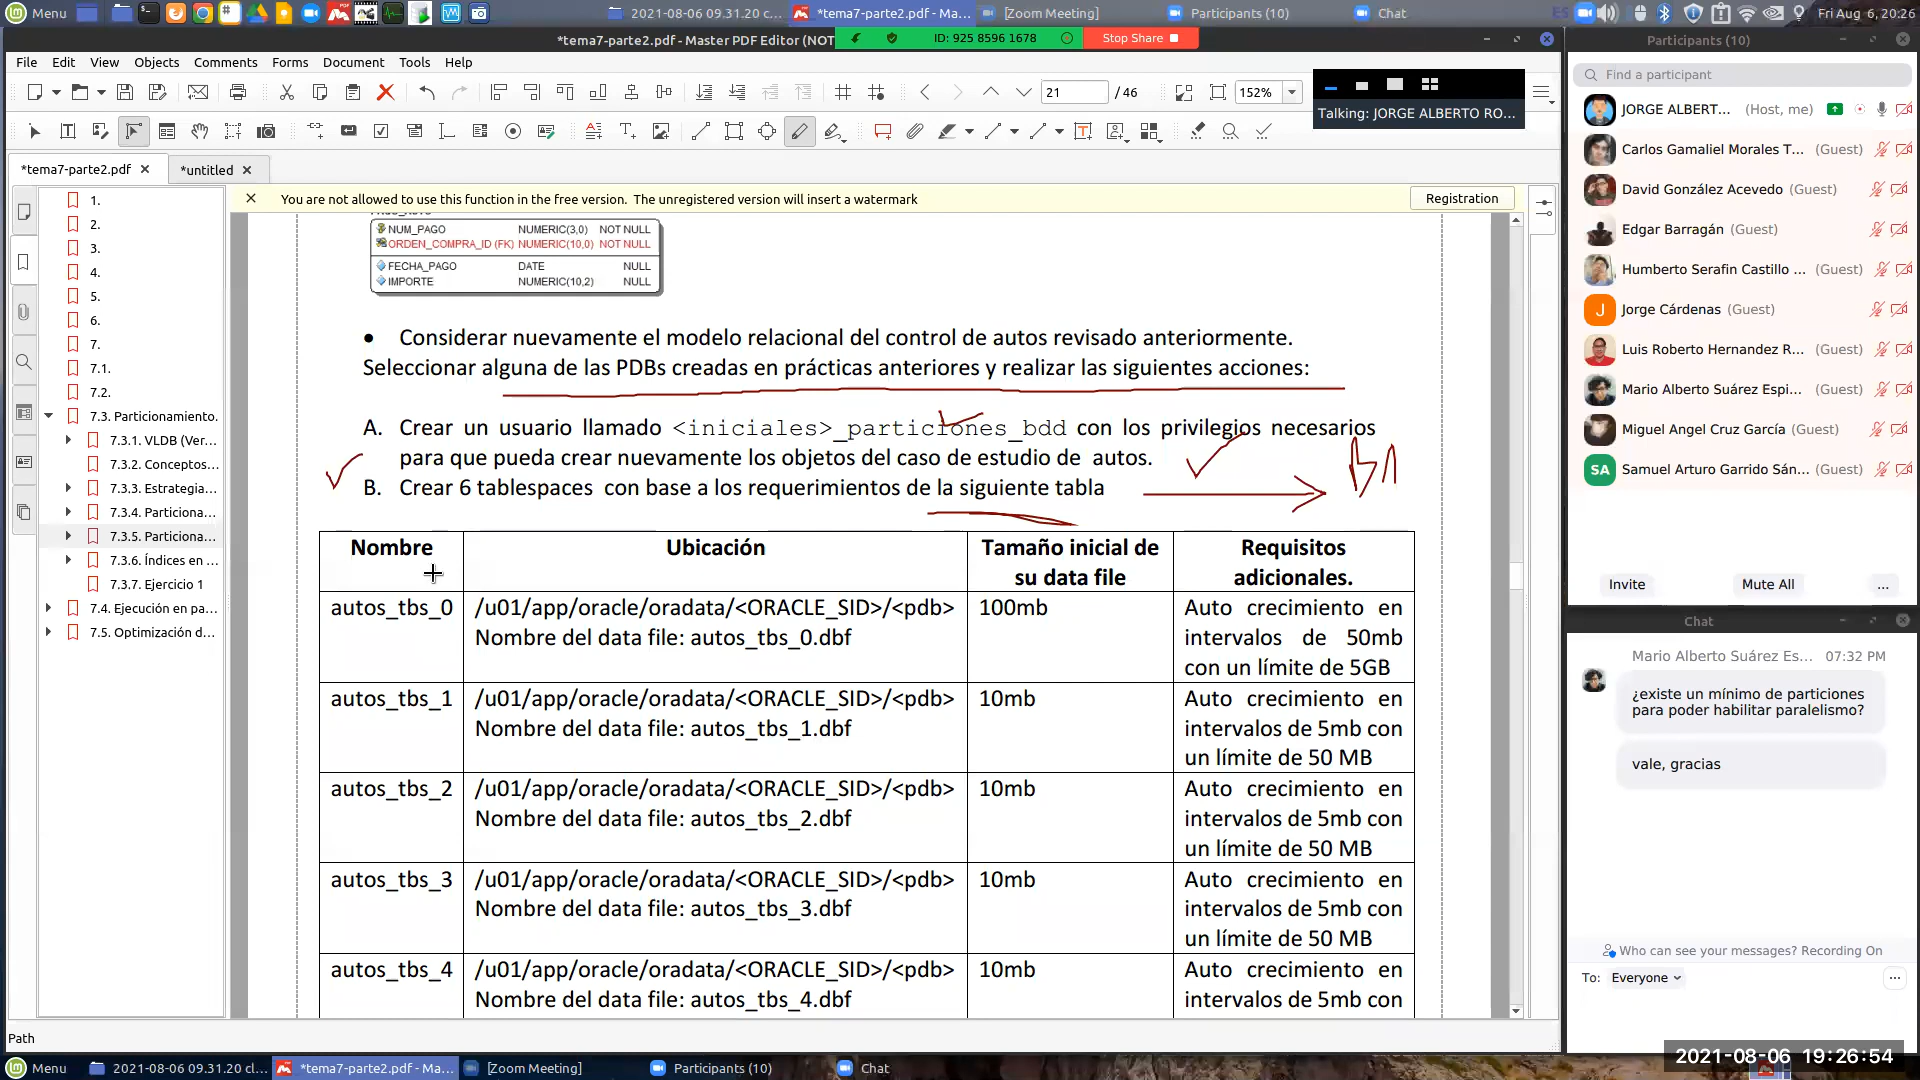 Menu
2021-08-06 09.31.20 c...
*tema7-parte2.pdf - Ma...
[Zoom Meeting]
Participants (10)
Chat
ES
Fri Aug 6, 20:26
*tema7-parte2.pdf - Master PDF Editor (NOT
ID: 925 8596 1678
Stop Share
File Edit View Objects Comments Forms Document Tools Help
21 / 46
152%
Talking: JORGE ALBERTO RO...
*tema7-parte2.pdf
*untitled
You are not allowed to use this function in the free version. The unregistered version will insert a watermark
Registration
1.
2.
3.
4.
5.
6.
7.
7.1.
7.2.
7.3. Particionamiento.
7.3.1. VLDB (Ver...
7.3.2. Conceptos...
7.3.3. Estrategia...
7.3.4. Particiona...
7.3.5. Particiona...
7.3.6. Índices en ...
7.3.7. Ejercicio 1
7.4. Ejecución en pa...
7.5. Optimización d...
NUM_PAGO NUMERIC(3,0) NOT NULL
ORDEN_COMPRA_ID (FK) NUMERIC(10,0) NOT NULL
FECHA_PAGO DATE NULL
IMPORTE NUMERIC(10,2) NULL
• Considerar nuevamente el modelo relacional del control de autos revisado anteriormente.
Seleccionar alguna de las PDBs creadas en prácticas anteriores y realizar las siguientes acciones:
A. Crear un usuario llamado <iniciales>_particiones_bdd con los privilegios necesarios
para que pueda crear nuevamente los objetos del caso de estudio de autos.
B. Crear 6 tablespaces con base a los requerimientos de la siguiente tabla
Nombre Ubicación Tamaño inicial de su data file Requisitos adicionales.
autos_tbs_0 /u01/app/oracle/oradata/<ORACLE_SID>/<pdb> 100mb Auto crecimiento en
Nombre del data file: autos_tbs_0.dbf intervalos de 50mb
con un límite de 5GB
autos_tbs_1 /u01/app/oracle/oradata/<ORACLE_SID>/<pdb> 10mb Auto crecimiento en
Nombre del data file: autos_tbs_1.dbf intervalos de 5mb con
un límite de 50 MB
autos_tbs_2 /u01/app/oracle/oradata/<ORACLE_SID>/<pdb> 10mb Auto crecimiento en
Nombre del data file: autos_tbs_2.dbf intervalos de 5mb con
un límite de 50 MB
autos_tbs_3 /u01/app/oracle/oradata/<ORACLE_SID>/<pdb> 10mb Auto crecimiento en
Nombre del data file: autos_tbs_3.dbf intervalos de 5mb con
un límite de 50 MB
autos_tbs_4 /u01/app/oracle/oradata/<ORACLE_SID>/<pdb> 10mb Auto crecimiento en
Nombre del data file: autos_tbs_4.dbf intervalos de 5mb con
Path
Participants (10)
Find a participant
JORGE ALBERT... (Host, me)
Carlos Gamaliel Morales T... (Guest)
David González Acevedo (Guest)
Edgar Barragán (Guest)
Humberto Serafin Castillo ... (Guest)
J Jorge Cárdenas (Guest)
Luis Roberto Hernandez R... (Guest)
Mario Alberto Suárez Espi... (Guest)
Miguel Angel Cruz García (Guest)
SA Samuel Arturo Garrido Sán... (Guest)
Invite
Mute All
...
Chat
Mario Alberto Suárez Es... 07:32 PM
¿existe un mínimo de particiones
para poder habilitar paralelismo?
vale, gracias
Who can see your messages? Recording On
To: Everyone
Menu
2021-08-06 09.31.20 cl...
*tema7-parte2.pdf - Ma...
[Zoom Meeting]
Participants (10)
Chat
2021-08-06 19:26:54